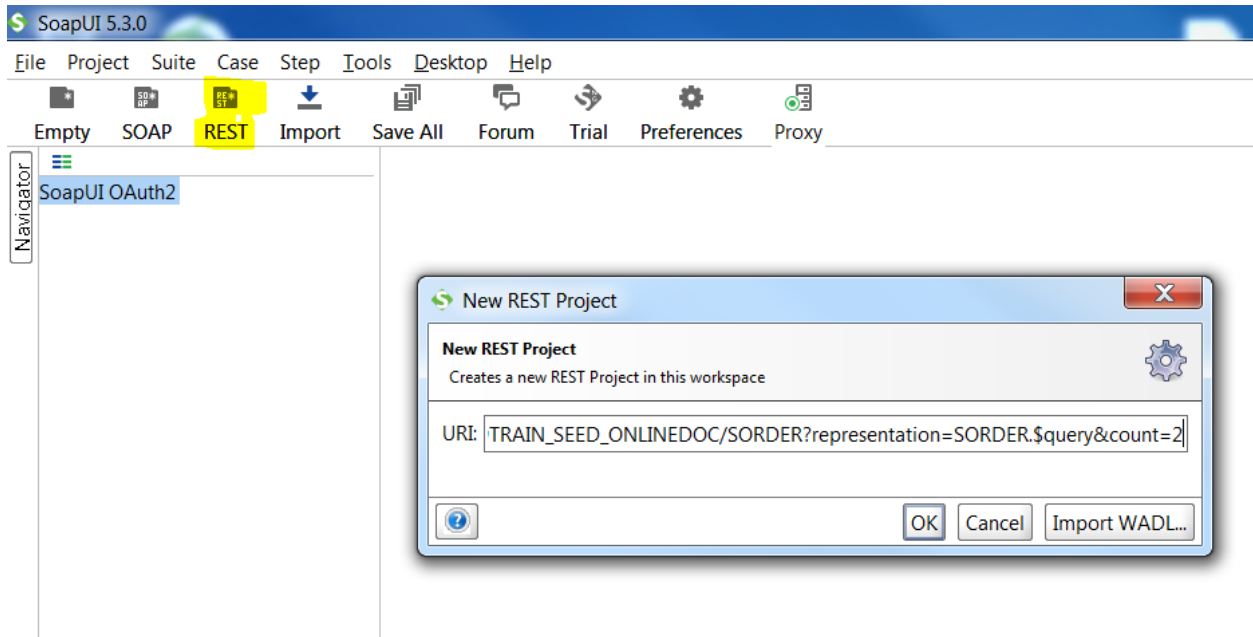 SoapUI 5.3.0
File Project Suite Case Step Tools Desktop Help
Empty SOAP REST Import Save All Forum Trial Preferences Proxy
Navigator
SoapUI OAuth2
New REST Project
New REST Project
Creates a new REST Project in this workspace
URI: TRAIN_SEED_ONLINEDOC/SORDER?representation=SORDER.$query&count=2
OK Cancel Import WADL...